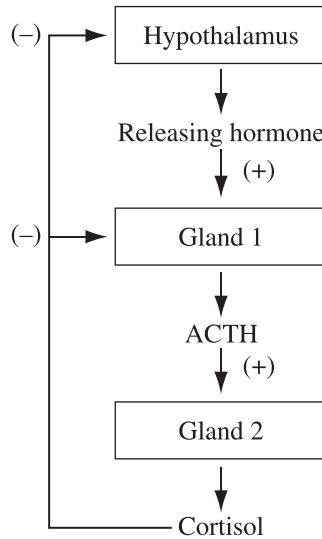 (–)
Hypothalamus
Releasing hormone
(+)
(–)
Gland 1
ACTH
(+)
Gland 2
Cortisol